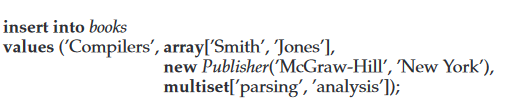 insert into books
values ('Compilers', array['Smith', 'Jones'],
new Publisher('McGraw-Hill', 'New York'),
multiset['parsing', 'analysis']);